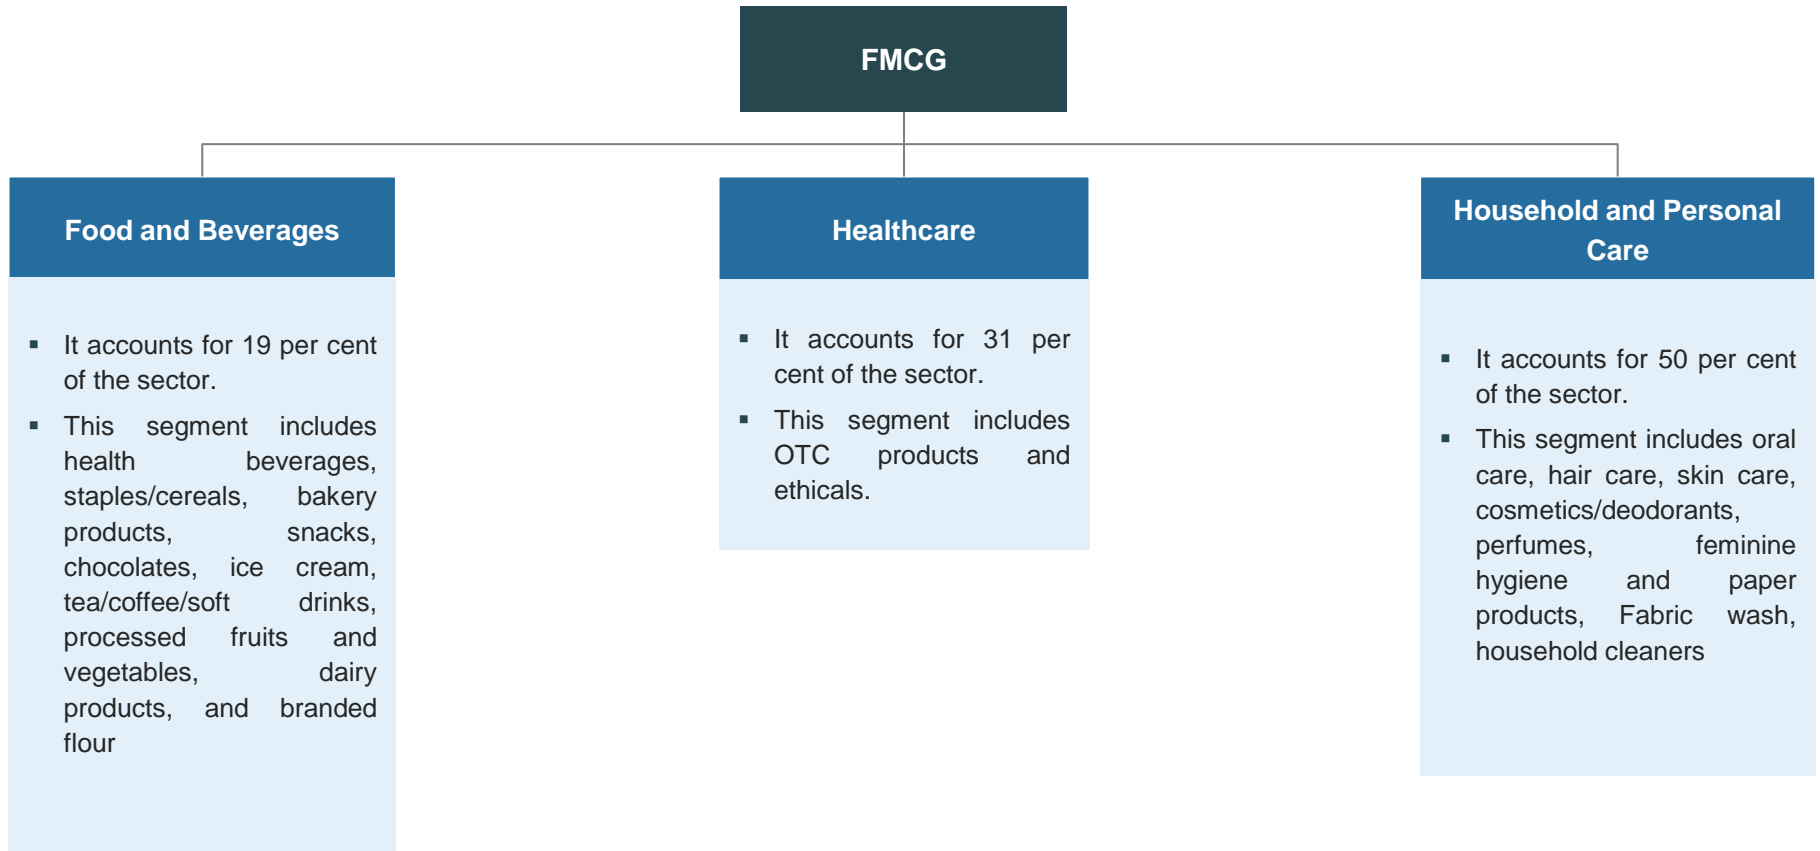 FMCG
Food and Beverages
▪ It accounts for 19 per cent
of the sector.
▪ This segment includes
health beverages,
staples/cereals, bakery
products, snacks,
chocolates, ice cream,
tea/coffee/soft drinks,
processed fruits and
vegetables, dairy
products, and branded
flour
Healthcare
▪ It accounts for 31 per
cent of the sector.
▪ This segment includes
OTC products and
ethicals.
Household and Personal
Care
▪ It accounts for 50 per cent
of the sector.
▪ This segment includes oral
care, hair care, skin care,
cosmetics/deodorants,
perfumes, feminine
hygiene and paper
products, Fabric wash,
household cleaners